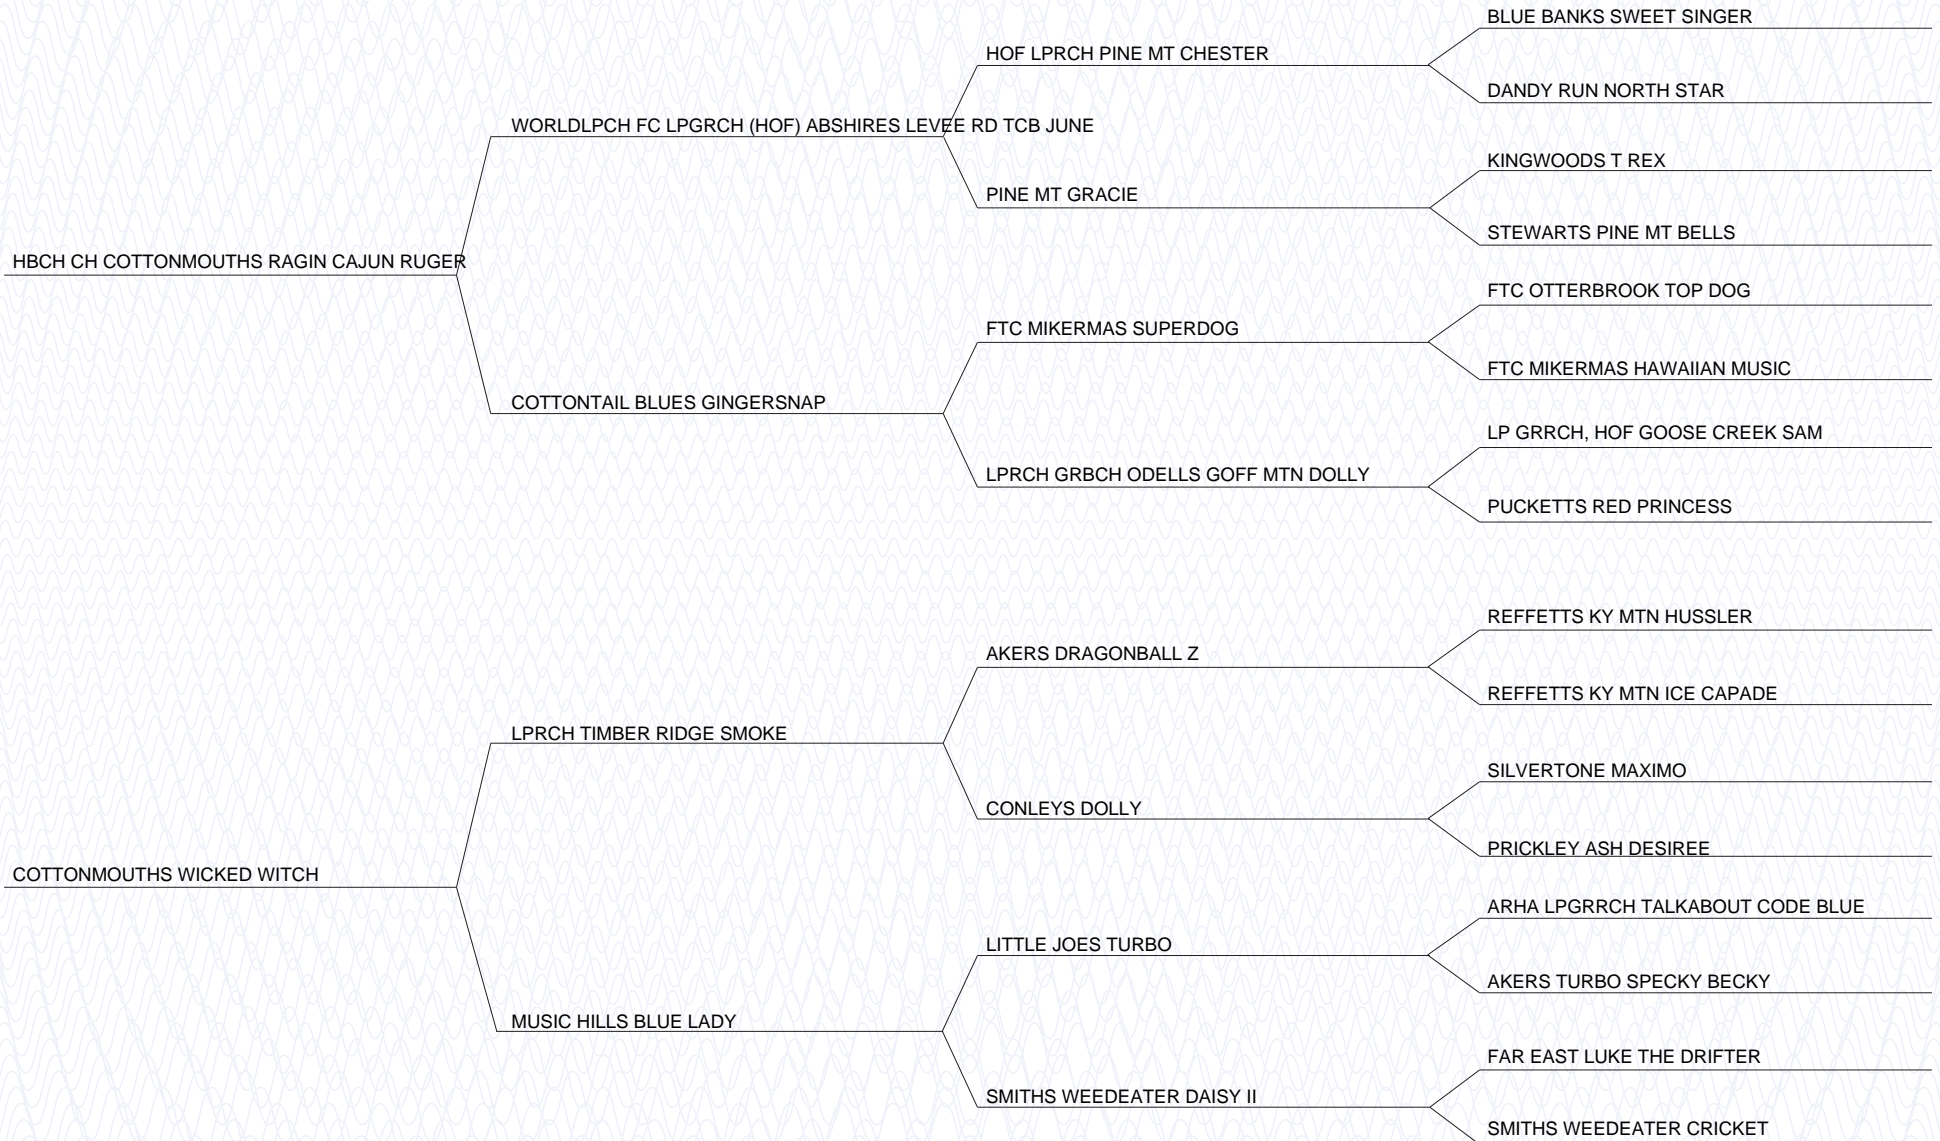 BLUE BANKS SWEET SINGER
HOF LPRCH PINE MT CHESTER
DANDY RUN NORTH STAR
WORLDLPCH FC LPGRCH (HOF) ABSHIRES LEVEE RD TCB JUNE
KINGWOODS T REX
PINE MT GRACIE
STEWARTS PINE MT BELLS
HBCH CH COTTONMOUTHS RAGIN CAJUN RUGER
FTC OTTERBROOK TOP DOG
FTC MIKERMAS SUPERDOG
FTC MIKERMAS HAWAIIAN MUSIC
COTTONTAIL BLUES GINGERSNAP
LP GRRCH, HOF GOOSE CREEK SAM
LPRCH GRBCH ODELLS GOFF MTN DOLLY
PUCKETTS RED PRINCESS
REFFETTS KY MTN HUSSLER
AKERS DRAGONBALL Z
REFFETTS KY MTN ICE CAPADE
LPRCH TIMBER RIDGE SMOKE
SILVERTONE MAXIMO
CONLEYS DOLLY
PRICKLEY ASH DESIREE
COTTONMOUTHS WICKED WITCH
ARHA LPGRRCH TALKABOUT CODE BLUE
LITTLE JOES TURBO
AKERS TURBO SPECKY BECKY
MUSIC HILLS BLUE LADY
FAR EAST LUKE THE DRIFTER
SMITHS WEEDEATER DAISY II
SMITHS WEEDEATER CRICKET